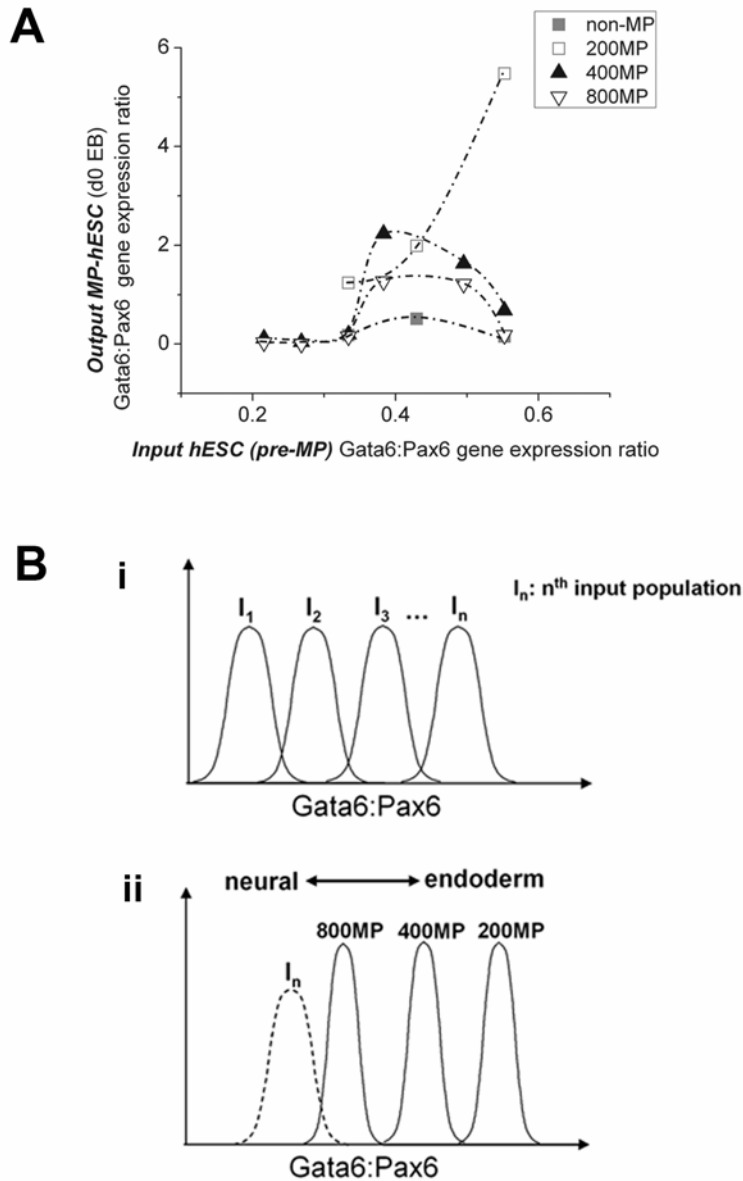 A
non-MP
200MP
400MP
800MP
Output MP-hESC (d0 EB)
Gata6:Pax6 gene expression ratio
6
4
2
0
0.2 0.4 0.6
Input hESC (pre-MP) Gata6:Pax6 gene expression ratio
B
i
I1 I2 I3 ... In
In: nth input population
Gata6:Pax6
ii
neural endoderm
800MP 400MP 200MP
In
Gata6:Pax6